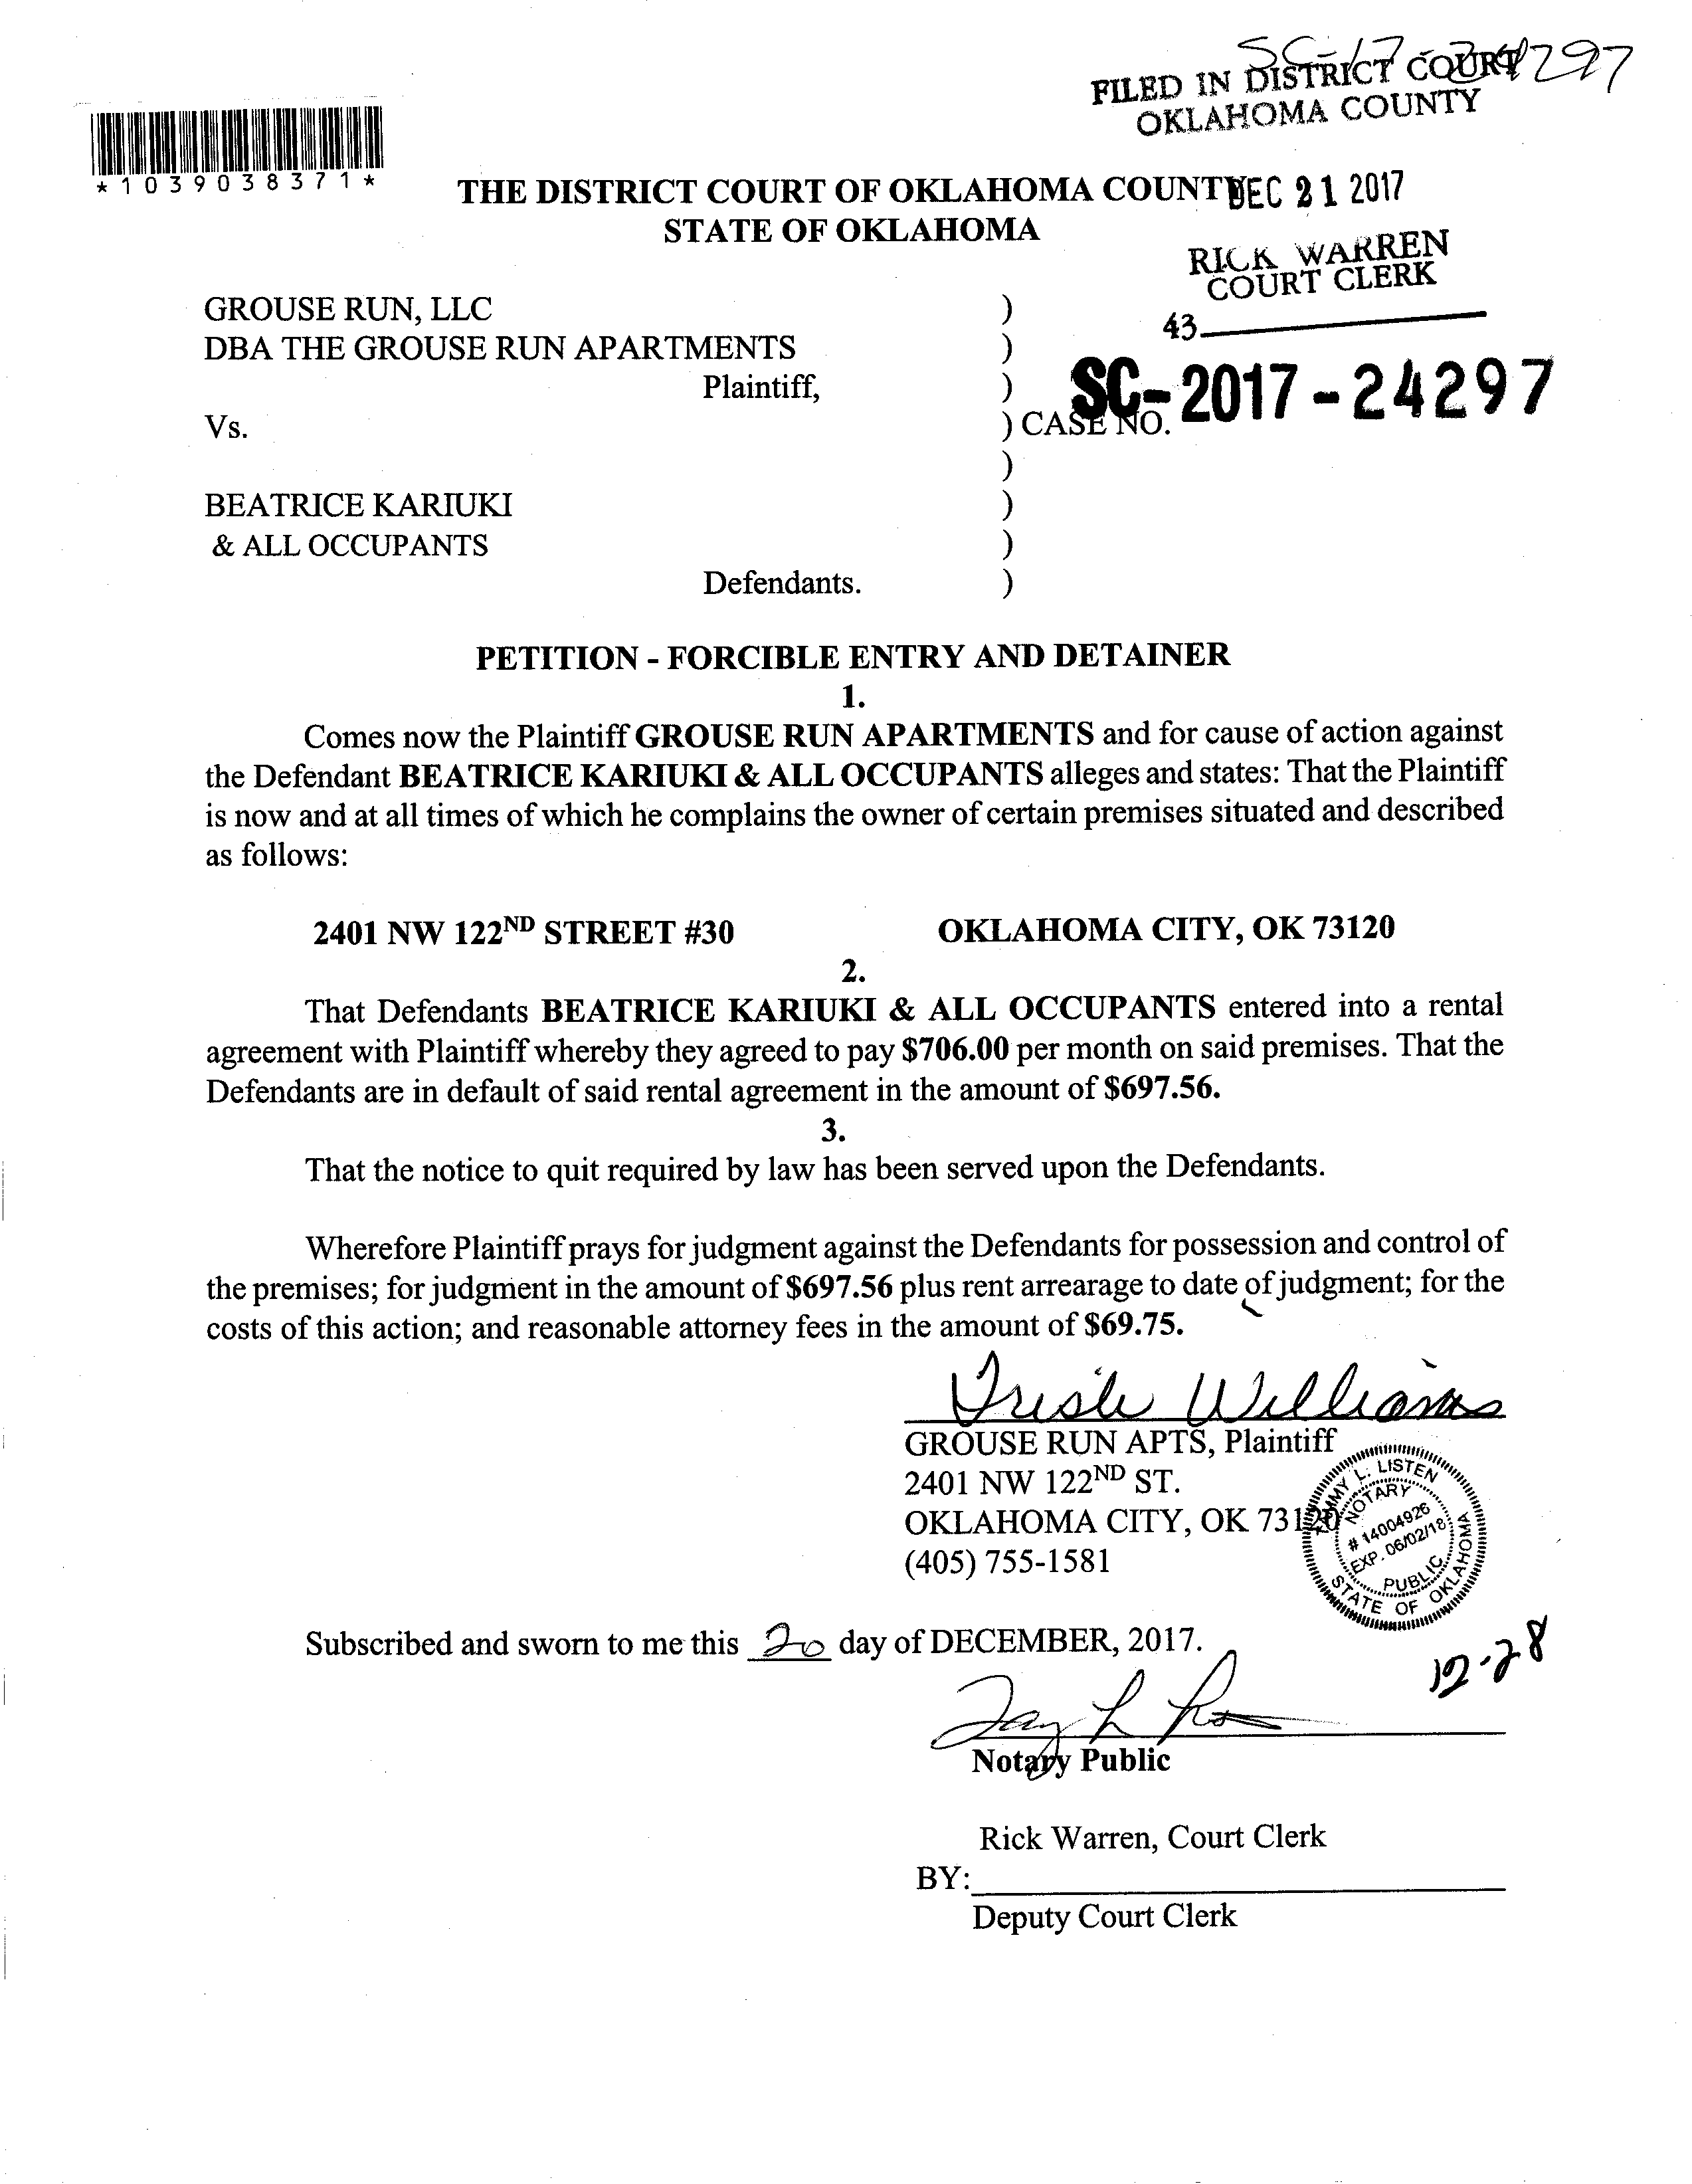 SC-17-24297
FILED IN DISTRICT COURT
OKLAHOMA COUNTY
*1039038371*
THE DISTRICT COURT OF OKLAHOMA COUNTY
DEC 21 2017
STATE OF OKLAHOMA
RICK WARREN
COURT CLERK
43
GROUSE RUN, LLC )
DBA THE GROUSE RUN APARTMENTS )
Plaintiff, )
Vs. ) CASE NO. SC-2017-24297
)
BEATRICE KARIUKI )
& ALL OCCUPANTS )
Defendants. )
PETITION - FORCIBLE ENTRY AND DETAINER
1.
Comes now the Plaintiff GROUSE RUN APARTMENTS and for cause of action against
the Defendant BEATRICE KARIUKI & ALL OCCUPANTS alleges and states: That the Plaintiff
is now and at all times of which he complains the owner of certain premises situated and described
as follows:
2401 NW 122ND STREET #30 OKLAHOMA CITY, OK 73120
2.
That Defendants BEATRICE KARIUKI & ALL OCCUPANTS entered into a rental
agreement with Plaintiff whereby they agreed to pay $706.00 per month on said premises. That the
Defendants are in default of said rental agreement in the amount of $697.56.
3.
That the notice to quit required by law has been served upon the Defendants.
Wherefore Plaintiff prays for judgment against the Defendants for possession and control of
the premises; for judgment in the amount of $697.56 plus rent arrearage to date of judgment; for the
costs of this action; and reasonable attorney fees in the amount of $69.75.
Trish Williams
GROUSE RUN APTS, Plaintiff
2401 NW 122ND ST.
OKLAHOMA CITY, OK 73120
(405) 755-1581
TAMMY L. LISTEN
NOTARY
# 14004926
EXP. 06/02/18
PUBLIC
STATE OF OKLAHOMA
Subscribed and sworn to me this 20 day of DECEMBER, 2017.
12-28
Notary Public
Rick Warren, Court Clerk
BY:
Deputy Court Clerk